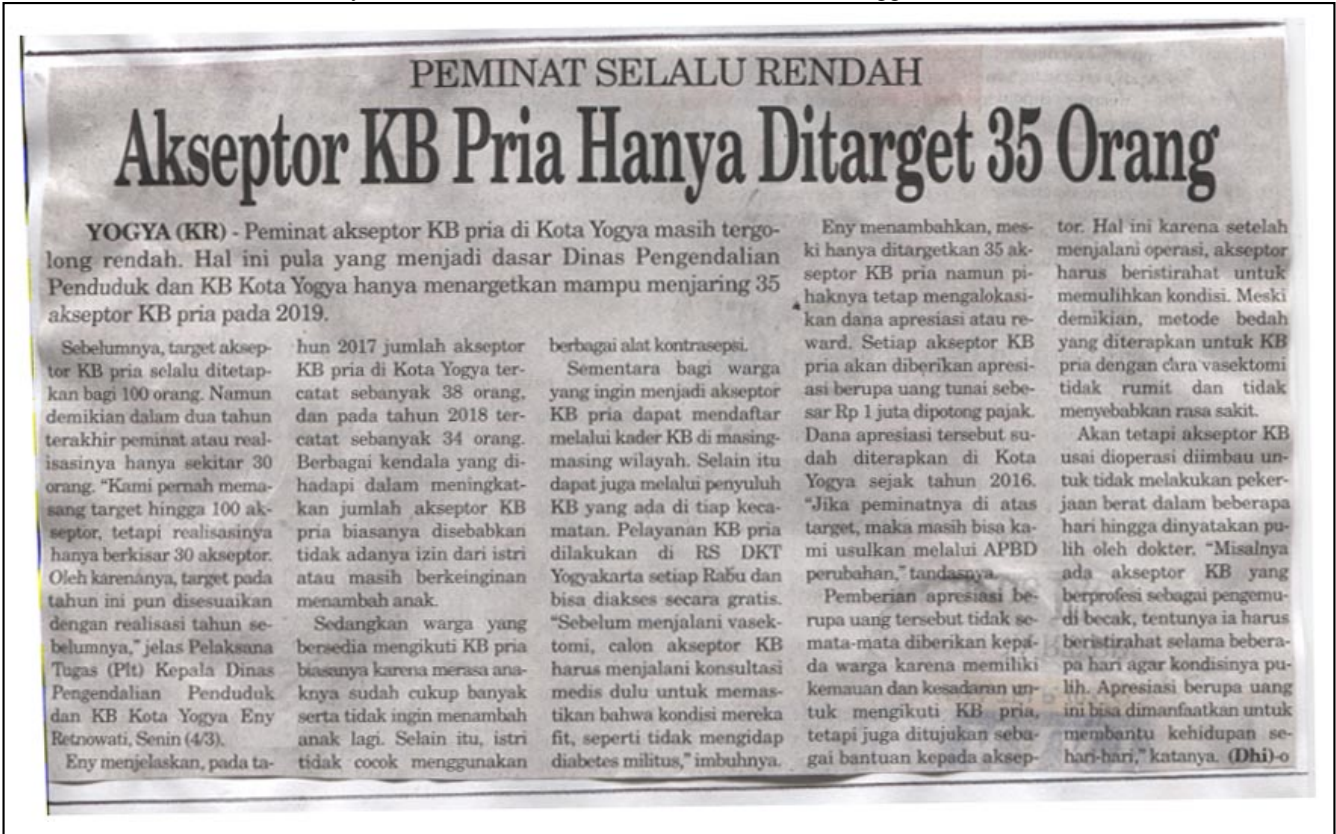 PEMINAT SELALU RENDAH
Akseptor KB Pria Hanya Ditarget 35 Orang
YOGYA (KR) - Peminat akseptor KB pria di Kota Yogya masih tergo-
long rendah. Hal ini pula yang menjadi dasar Dinas Pengendalian
Penduduk dan KB Kota Yogya hanya menargetkan mampu menjaring 35
akseptor KB pria pada 2019.
Sebelumnya, target aksep-
tor KB pria selalu ditetap-
kan bagi 100 orang. Namun
demikian dalam dua tahun
terakhir peminat atau real-
isasinya hanya sekitar 30
orang. “Kami pernah mema-
sang target hingga 100 ak-
septor, tetapi realisasinya
hanya berkisar 30 akseptor.
Oleh karenanya, target pada
tahun ini pun disesuaikan
dengan realisasi tahun se-
belumnya,” jelas Pelaksana
Tugas (Plt) Kepala Dinas
Pengendalian Penduduk
dan KB Kota Yogya Eny
Retnowati, Senin (4/3).
Eny menjelaskan, pada ta-
hun 2017 jumlah akseptor
KB pria di Kota Yogya ter-
catat sebanyak 38 orang,
dan pada tahun 2018 ter-
catat sebanyak 34 orang.
Berbagai kendala yang di-
hadapi dalam meningkat-
kan jumlah akseptor KB
pria biasanya disebabkan
tidak adanya izin dari istri
atau masih berkeinginan
menambah anak.
Sedangkan warga yang
bersedia mengikuti KB pria
biasanya karena merasa ana-
knya sudah cukup banyak
serta tidak ingin menambah
anak lagi. Selain itu, istri
tidak cocok menggunakan
berbagai alat kontrasepsi.
Sementara bagi warga
yang ingin menjadi akseptor
KB pria dapat mendaftar
melalui kader KB di masing-
masing wilayah. Selain itu
dapat juga melalui penyuluh
KB yang ada di tiap keca-
matan. Pelayanan KB pria
dilakukan di RS DKT
Yogyakarta setiap Rabu dan
bisa diakses secara gratis.
“Sebelum menjalani vasek-
tomi, calon akseptor KB
harus menjalani konsultasi
medis dulu untuk memas-
tikan bahwa kondisi mereka
fit, seperti tidak mengidap
diabetes militus,” imbuhnya.
Eny menambahkan, mes-
ki hanya ditargetkan 35 ak-
septor KB pria namun pi-
haknya tetap mengalokasi-
kan dana apresiasi atau re-
ward. Setiap akseptor KB
pria akan diberikan apresi-
asi berupa uang tunai sebe-
sar Rp 1 juta dipotong pajak.
Dana apresiasi tersebut su-
dah diterapkan di Kota
Yogya sejak tahun 2016.
“Jika peminatnya di atas
target, maka masih bisa ka-
mi usulkan melalui APBD
perubahan,” tandasnya.
Pemberian apresiasi be-
rupa uang tersebut tidak se-
mata-mata diberikan kepa-
da warga karena memiliki
kemauan dan kesadaran un-
tuk mengikuti KB pria,
tetapi juga ditujukan seba-
gai bantuan kepada aksep-
tor. Hal ini karena setelah
menjalani operasi, akseptor
harus beristirahat untuk
memulihkan kondisi. Meski
demikian, metode bedah
yang diterapkan untuk KB
pria dengan cara vasektomi
tidak rumit dan tidak
menyebabkan rasa sakit.
Akan tetapi akseptor KB
usai dioperasi diimbau un-
tuk tidak melakukan peker-
jaan berat dalam beberapa
hari hingga dinyatakan pu-
lih oleh dokter. “Misalnya
ada akseptor KB yang
berprofesi sebagai pengemu-
di becak, tentunya ia harus
beristirahat selama bebera-
pa hari agar kondisinya pu-
lih. Apresiasi berupa uang
ini bisa dimanfaatkan untuk
membantu kehidupan se-
hari-hari,” katanya. (Dhi)-o